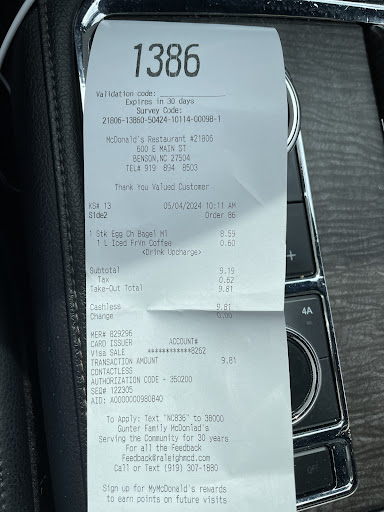 1386
Validation code:
Expires in 30 days
Survey Code:
21806-13860-50424-10114-00098-1
McDonald's Restaurant #21806
600 E MAIN ST
BENSON,NC 27504
TEL# 919 894 8503
Thank You Valued Customer
KS# 13 05/04/2024 10:11 AM
Side2 Order 86
1 Stk Egg Ch Bagel Ml 8.59
1 L Iced FrVn Coffee 0.60
<Drink Upcharge>
Subtotal 9.19
Tax 0.62
Take-Out Total 9.81
Cashless 9.81
Change 0.00
MER# 829296
CARD ISSUER ACCOUNT#
Visa SALE ************8262
TRANSACTION AMOUNT 9.81
CONTACTLESS
AUTHORIZATION CODE - 350200
SEQ# 122305
AID: A0000000980840
To Apply: Text "NC836" to 38000
Gunter Family McDonlad's
Serving the Community for 30 years
For all the Feedback
Feedback@raleighmcd.com
Call or Text (919) 307-1880
Sign up for MyMcDonald's rewards
to earn points on future visits
+
4A
OFF